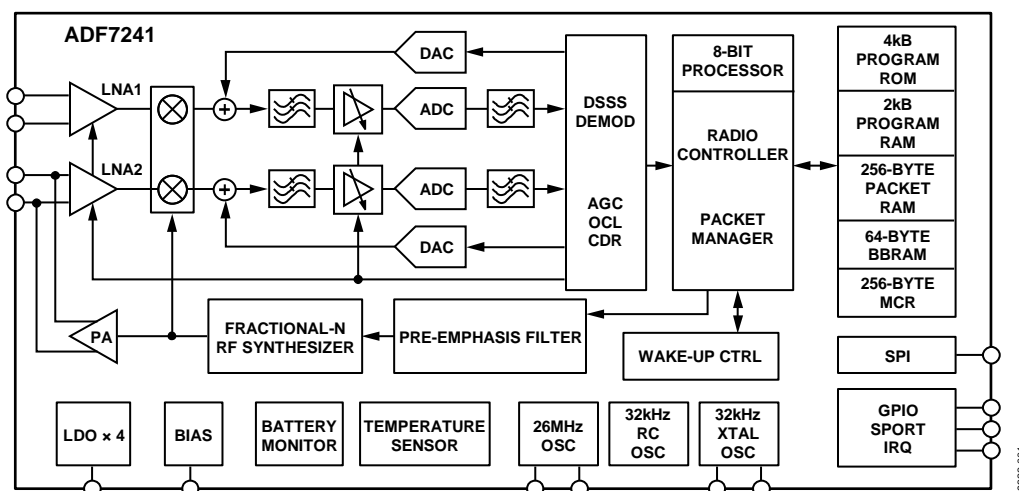 ADF7241
LNA1
LNA2
DAC
ADC
ADC
DAC
DSSS
DEMOD
AGC
OCL
CDR
8-BIT
PROCESSOR
RADIO
CONTROLLER
PACKET
MANAGER
4kB
PROGRAM
ROM
2kB
PROGRAM
RAM
256-BYTE
PACKET
RAM
64-BYTE
BBRAM
256-BYTE
MCR
PA
FRACTIONAL-N
RF SYNTHESIZER
PRE-EMPHASIS FILTER
WAKE-UP CTRL
SPI
GPIO
SPORT
IRQ
LDO × 4
BIAS
BATTERY
MONITOR
TEMPERATURE
SENSOR
26MHz
OSC
32kHz
RC
OSC
32kHz
XTAL
OSC